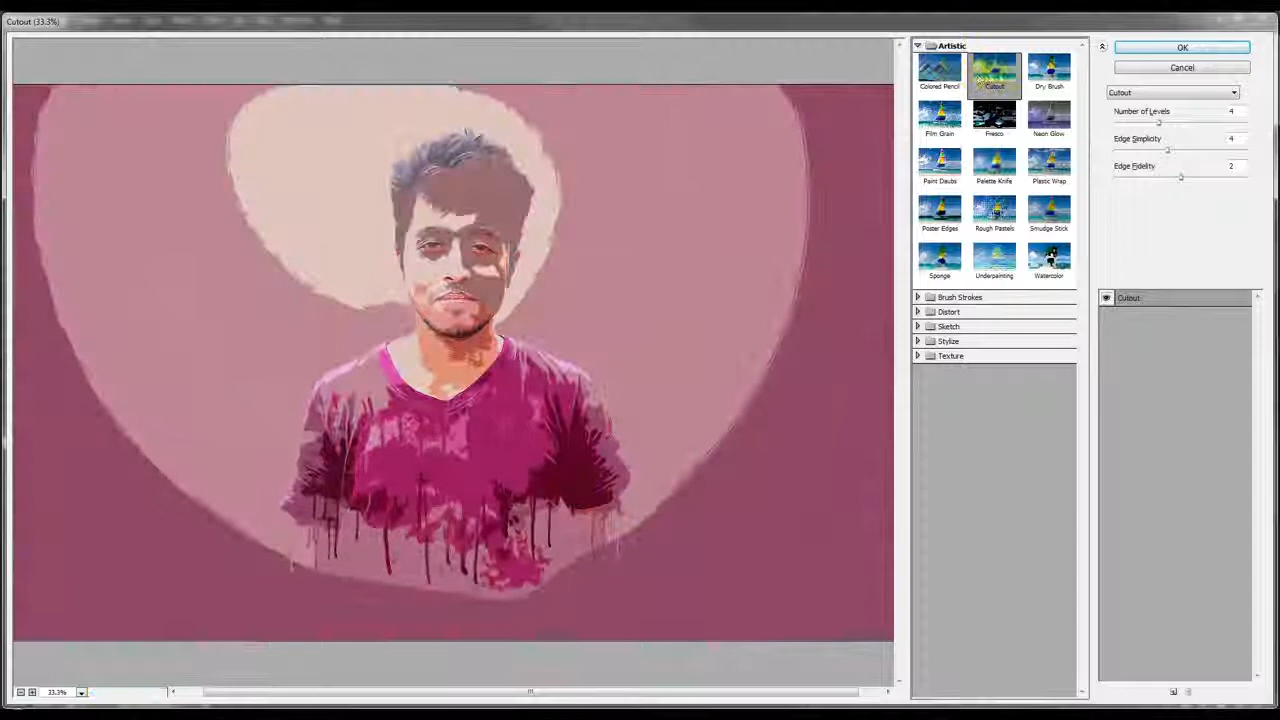 Cutout (33.3%)
Artistic
Colored Pencil
Cutout
Dry Brush
Film Grain
Fresco
Neon Glow
Paint Daubs
Palette Knife
Plastic Wrap
Poster Edges
Rough Pastels
Smudge Stick
Sponge
Underpainting
Watercolor
Brush Strokes
Distort
Sketch
Stylize
Texture
OK
Cancel
Cutout
Number of Levels 4
Edge Simplicity 4
Edge Fidelity 2
Cutout
33.3%